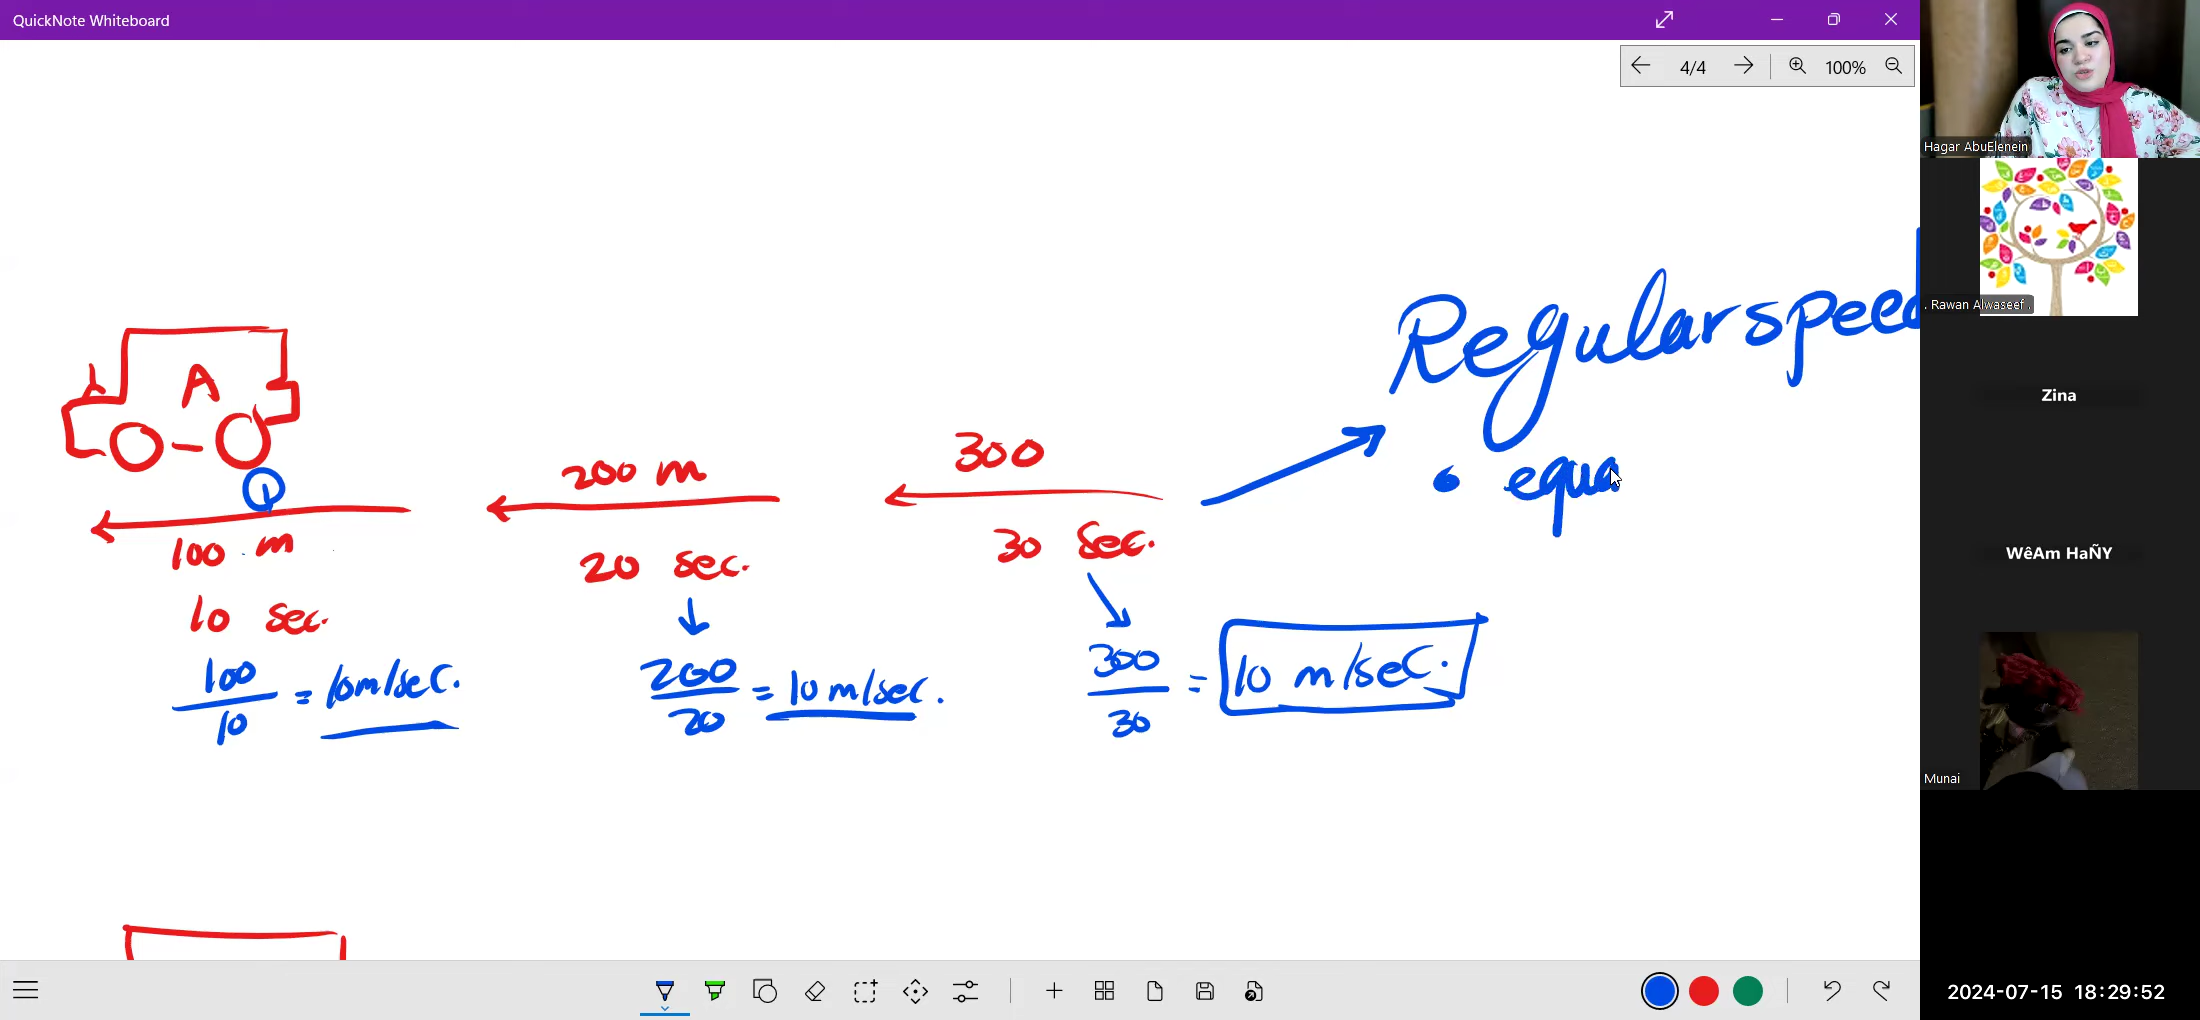 QuickNote Whiteboard
4/4
100%
Hagar AbuElenein
. Rawan Alwaseef .
Zina
WêAm HaÑY
Munai
Regular speed
• equa
A
1
100 m
10 sec.
100/10 = 10m/sec.
200 m
20 sec.
200/20 = 10 m/sec.
300
30 sec.
300/30 = 10 m/sec.
2024-07-15 18:29:52